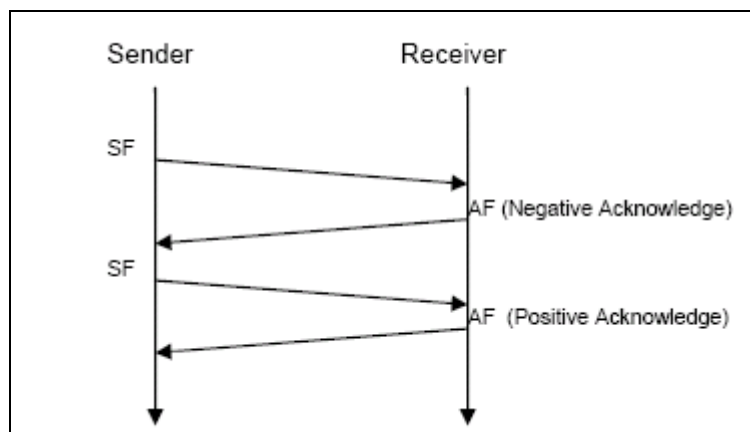 Sender Receiver
SF
AF (Negative Acknowledge)
SF
AF (Positive Acknowledge)